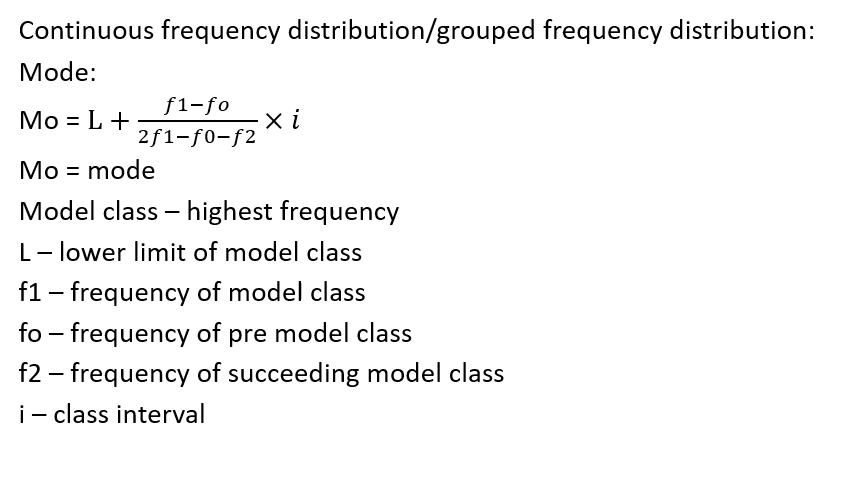 Continuous frequency distribution/grouped frequency distribution:
Mode:
Mo = L + \frac{f1−fo}{2f1−f0−f2} × i
Mo = mode
Model class – highest frequency
L – lower limit of model class
f1 – frequency of model class
fo – frequency of pre model class
f2 – frequency of succeeding model class
i – class interval